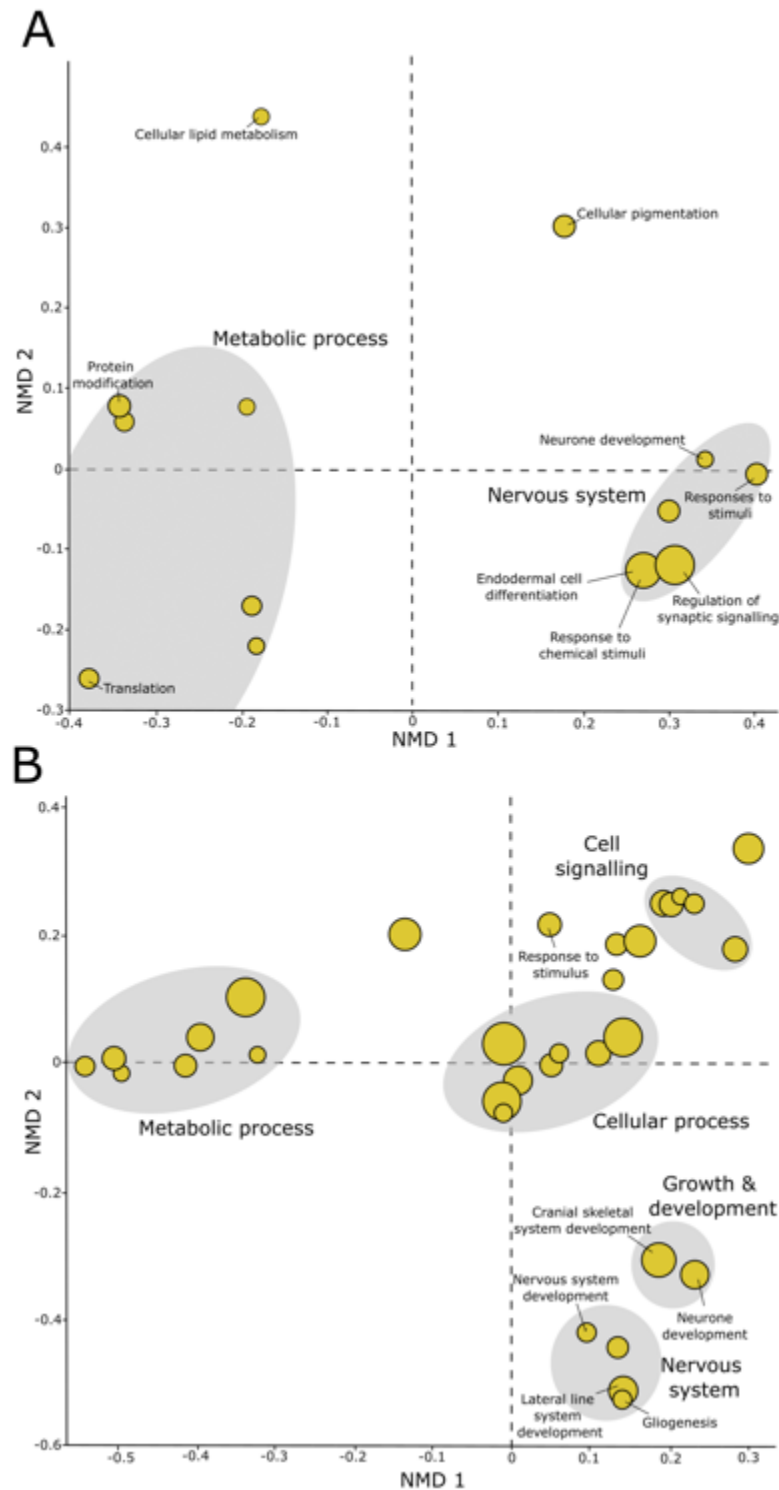 A
0.4
0.3
0.2
0.1
0
-0.1
-0.2
-0.3
NMD 2
Cellular lipid metabolism
Cellular pigmentation
Metabolic process
Protein
modification
Neurone development
Nervous system
Responses to
stimuli
Endodermal cell
differentiation
Regulation of
synaptic signalling
Response to
chemical stimuli
Translation
-0.4
-0.3
-0.2
0
0.1
0.2
0.3
0.4
NMD 1
B
0.4
0.2
0
-0.2
-0.4
-0.6
NMD 2
Cell
signalling
Response to
stimulus
Metabolic process
Cellular process
Growth &
development
Cranial skeletal
system development
Nervous system
development
Neurone
development
Nervous
system
Lateral line
system
development
Gliogenesis
-0.5
-0.4
-0.3
-0.2
-0.1
0
0.1
0.2
0.3
NMD 1